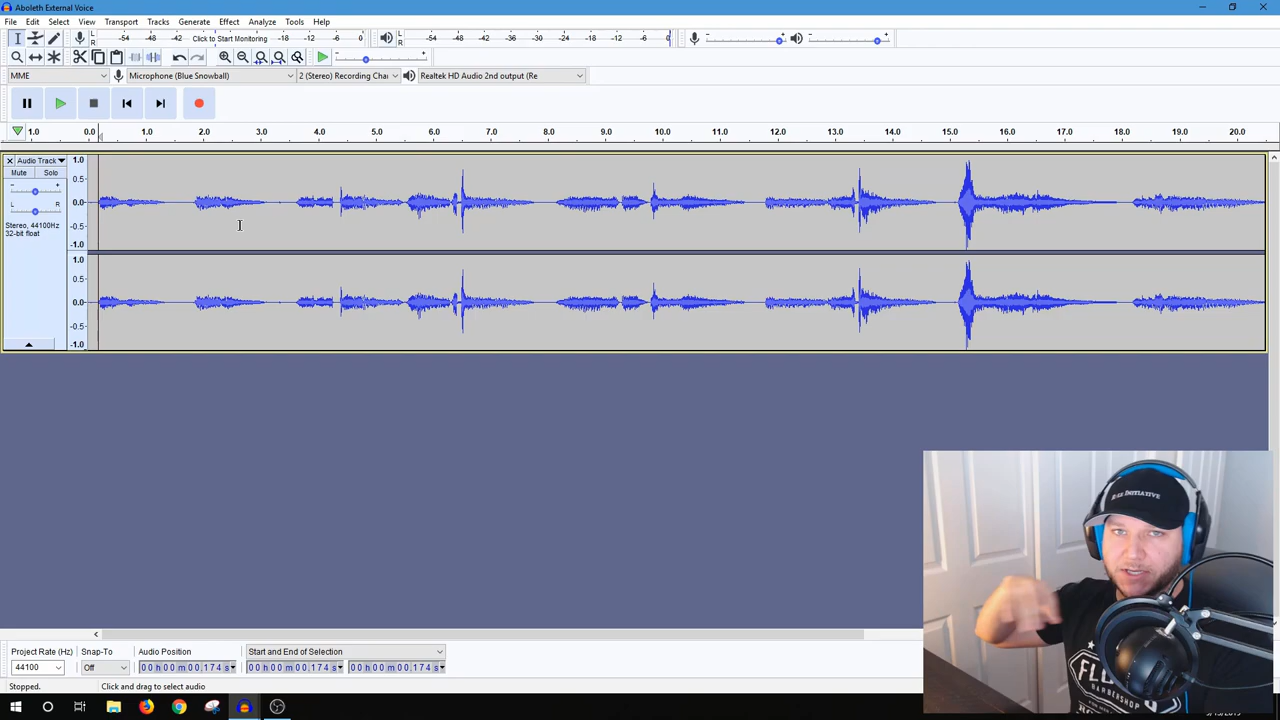 Aboleth External Voice
File Edit Select View Transport Tracks Generate Effect Analyze Tools Help
L R -54 -48 -42 Click to Start Monitoring -18 -12 -6 0 L R -54 -48 -42 -36 -30 -24 -18 -12 -6 0
MME Microphone (Blue Snowball) 2 (Stereo) Recording Chai Realtek HD Audio 2nd output (Re
1.0 0.0 1.0 2.0 3.0 4.0 5.0 6.0 7.0 8.0 9.0 10.0 11.0 12.0 13.0 14.0 15.0 16.0 17.0 18.0 19.0 20.0
Audio Track 1.0
Mute Solo
0.5
L R 0.0
Stereo, 44100Hz -0.5
32-bit float
-1.0
1.0
0.5
0.0
-0.5
-1.0
INITIATIVE
BARBERSHOP
Project Rate (Hz) Snap-To Audio Position Start and End of Selection
44100 Off 00 h 00 m 00.174 s 00 h 00 m 00.174 s 00 h 00 m 00.174 s
Stopped. Click and drag to select audio